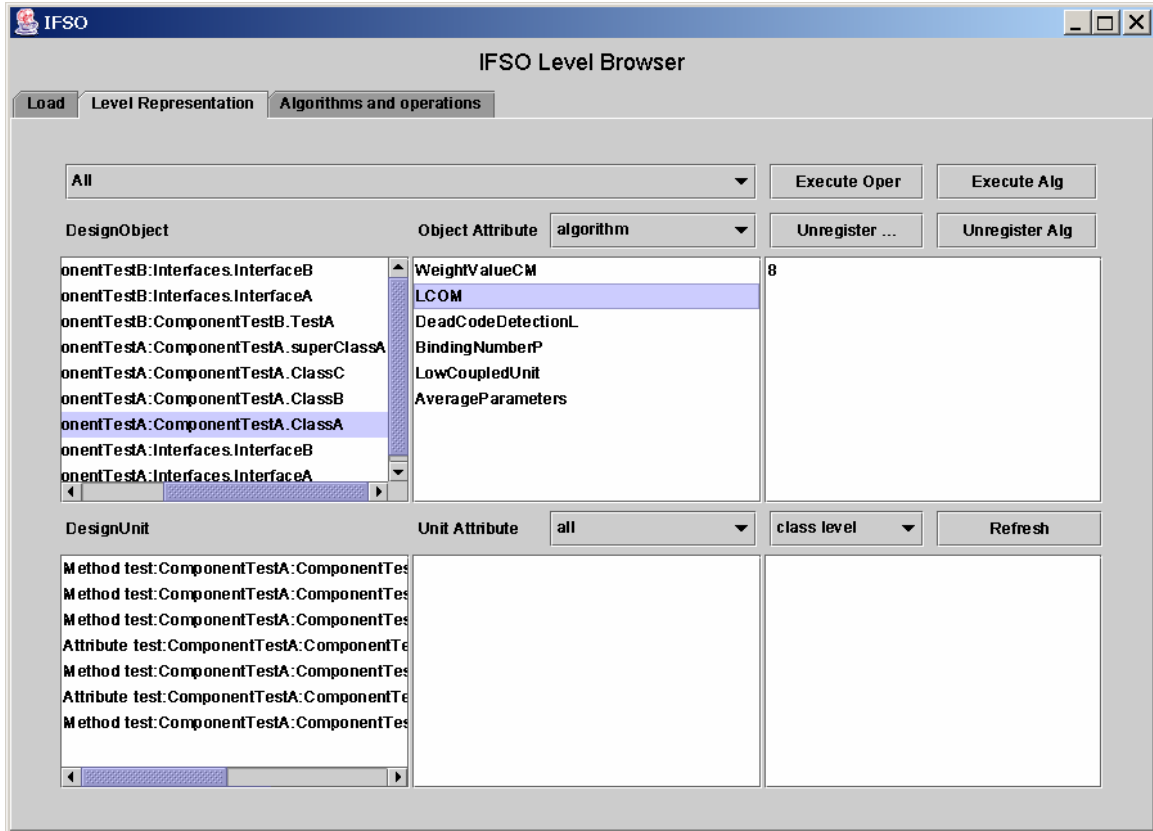 IFSO
IFSO Level Browser
Load Level Representation Algorithms and operations
All Execute Oper Execute Alg
DesignObject Object Attribute algorithm Unregister ... Unregister Alg
onentTestB:Interfaces.InterfaceB WeightValueCM 8
onentTestB:Interfaces.InterfaceA LCOM
onentTestB:ComponentTestB.TestA DeadCodeDetectionL
onentTestA:ComponentTestA.superClassA BindingNumberP
onentTestA:ComponentTestA.ClassC LowCoupledUnit
onentTestA:ComponentTestA.ClassB AverageParameters
onentTestA:ComponentTestA.ClassA
onentTestA:Interfaces.InterfaceB
onentTestA:Interfaces.InterfaceA
DesignUnit Unit Attribute all class level Refresh
Method test:ComponentTestA:ComponentTes
Method test:ComponentTestA:ComponentTes
Method test:ComponentTestA:ComponentTes
Attribute test:ComponentTestA:ComponentTe
Method test:ComponentTestA:ComponentTes
Attribute test:ComponentTestA:ComponentTe
Method test:ComponentTestA:ComponentTes